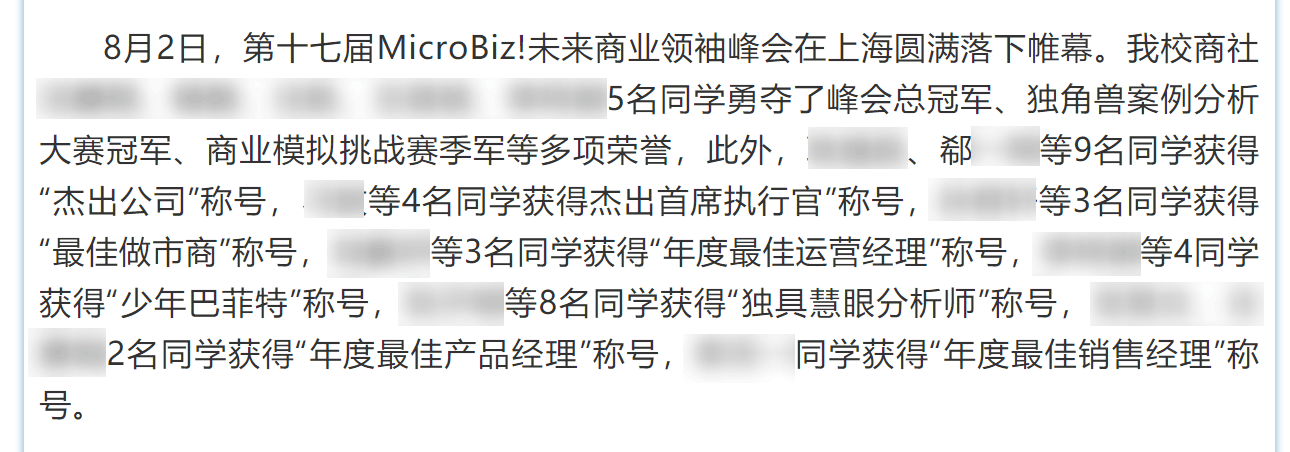 8月2日，第十七届MicroBiz!未来商业领袖峰会在上海圆满落下帷幕。我校商社
5名同学勇夺了峰会总冠军、独角兽案例分析
大赛冠军、商业模拟挑战赛季军等多项荣誉，此外，、郗等9名同学获得
“杰出公司”称号，等4名同学获得杰出首席执行官”称号，等3名同学获得
“最佳做市商”称号，等3名同学获得“年度最佳运营经理”称号，等4同学
获得“少年巴菲特”称号，等8名同学获得“独具慧眼分析师”称号，
2名同学获得“年度最佳产品经理”称号，同学获得“年度最佳销售经理”称
号。